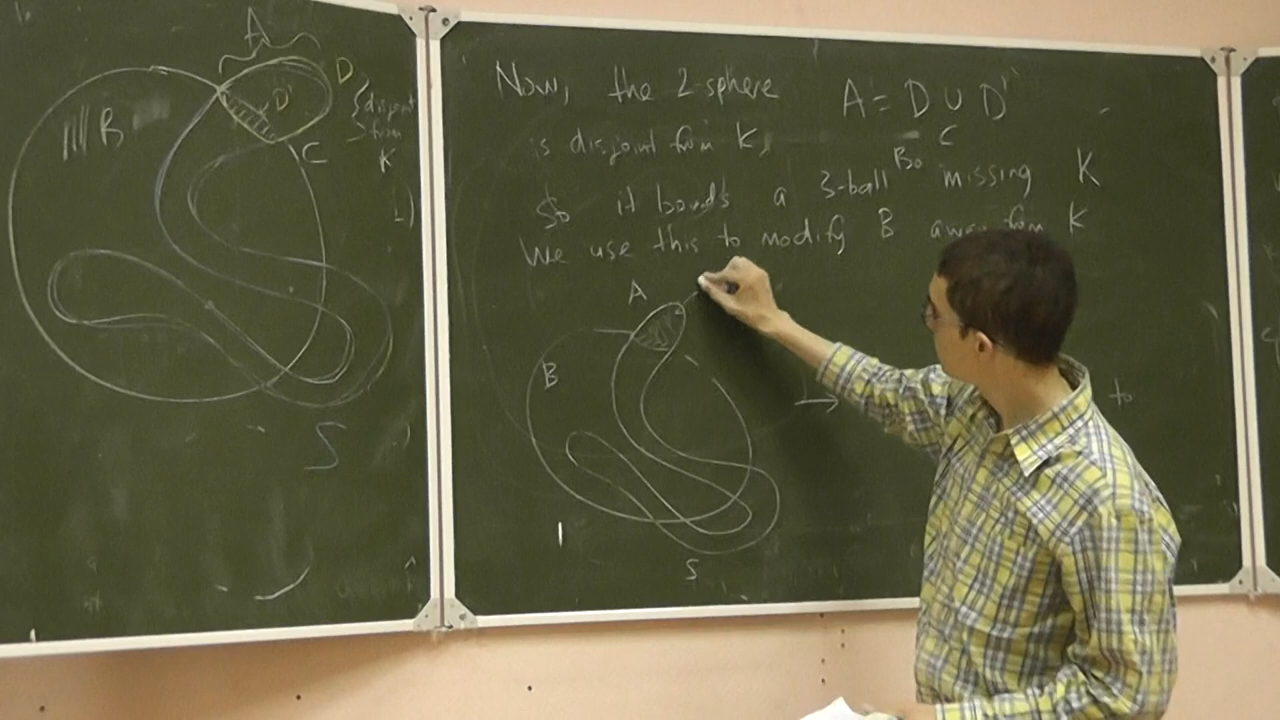 A
D
D'
B
disjoint
from
K
C
S
Now, the 2-sphere A' = D ∪ D'
C
is disjoint from K,
So it bounds a 3-ball B₀ missing K
We use this to modify B away from K
A
B
to
S